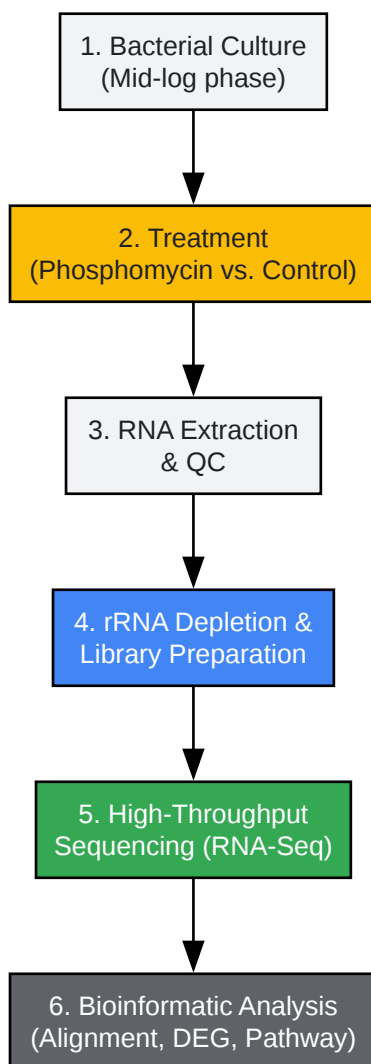 1. Bacterial Culture
(Mid-log phase)
2. Treatment
(Phosphomycin vs. Control)
3. RNA Extraction
& QC
4. rRNA Depletion &
Library Preparation
5. High-Throughput
Sequencing (RNA-Seq)
6. Bioinformatic Analysis
(Alignment, DEG, Pathway)